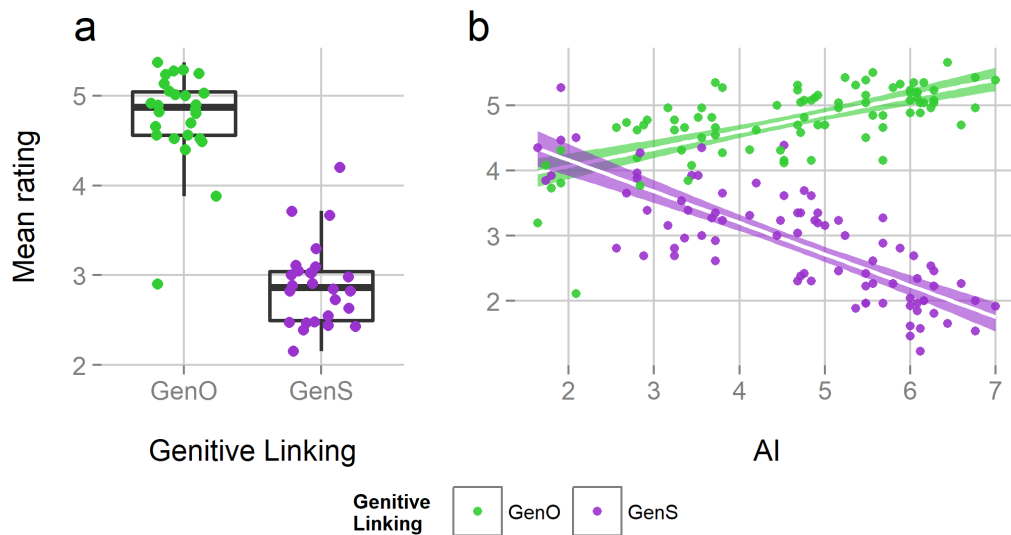 a
b
Mean rating
5
4
3
2
GenO GenS
Genitive Linking
5
4
3
2
2 3 4 5 6 7
AI
Genitive
Linking
GenO GenS